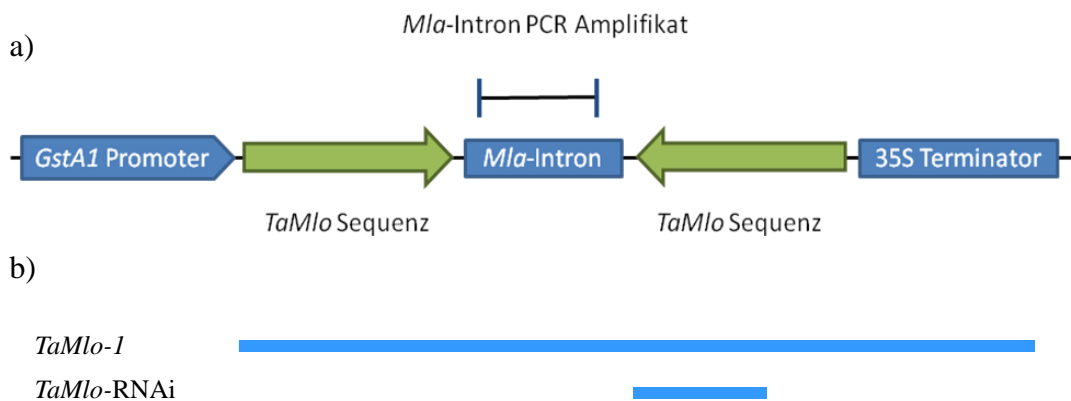 Mla-Intron PCR Amplifikat
a)
GstA1 Promoter
Mla-Intron
35S Terminator
TaMlo Sequenz
TaMlo Sequenz
b)
TaMlo-1
TaMlo-RNAi